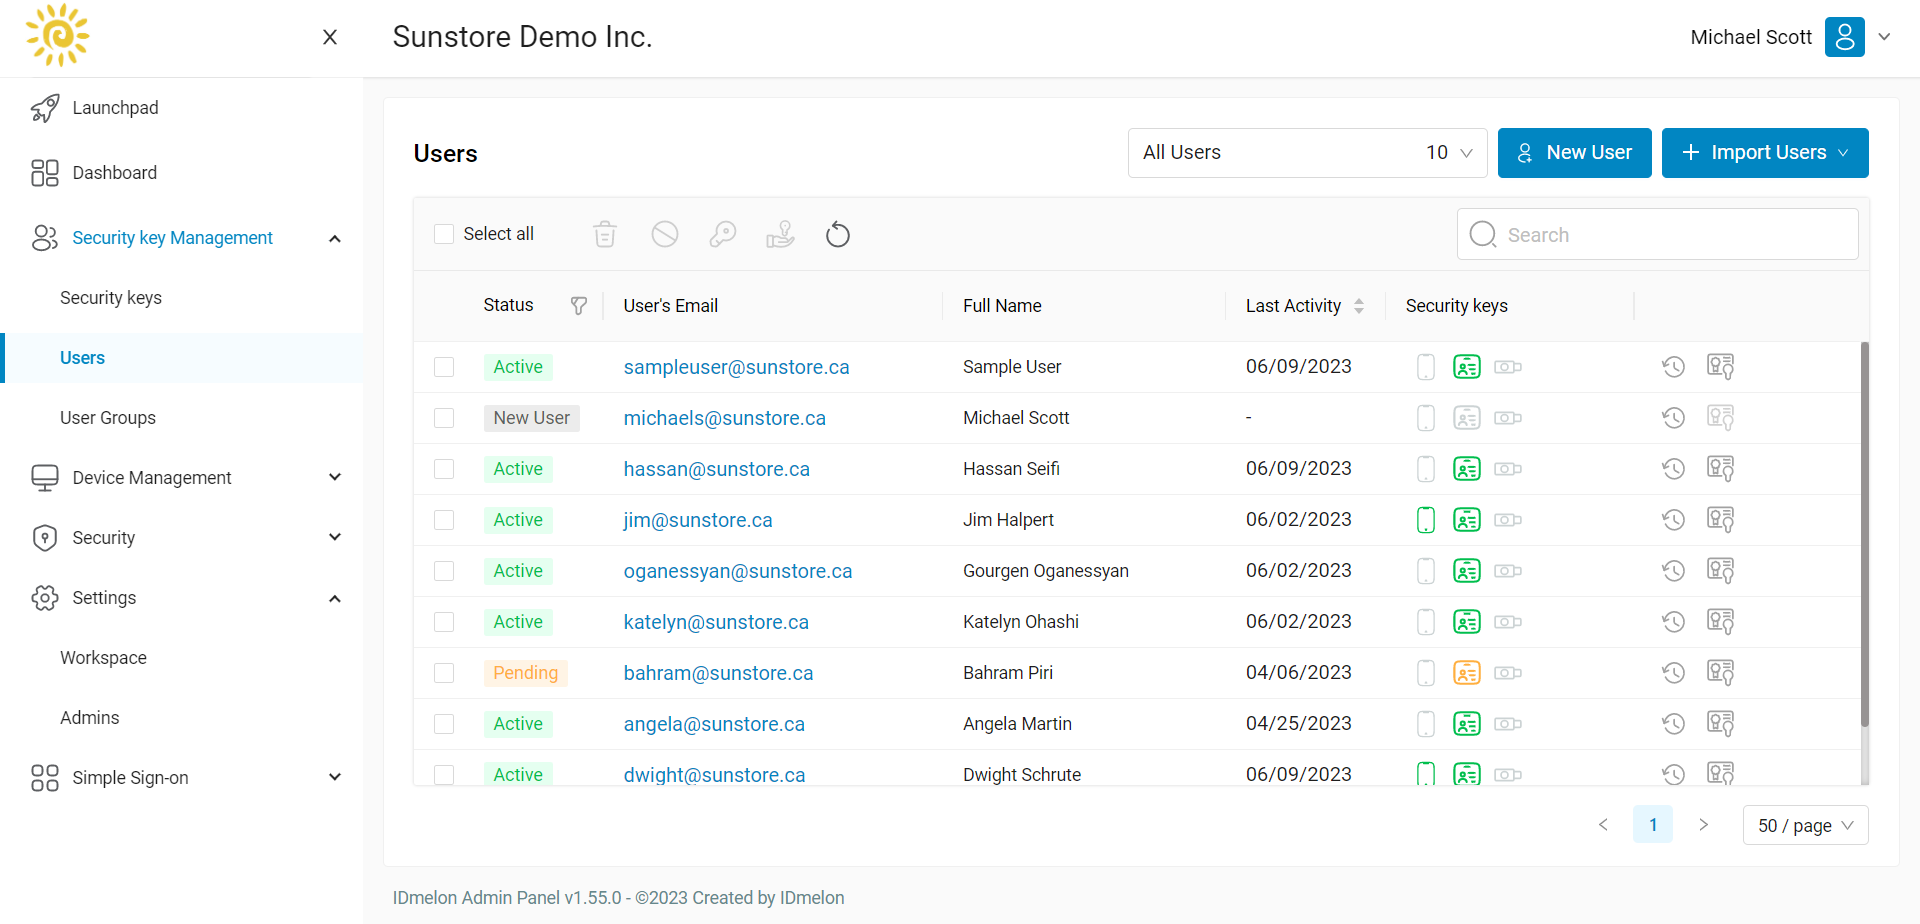 Sunstore Demo Inc.
Michael Scott
Launchpad
Dashboard
Security key Management
Security keys
Users
User Groups
Device Management
Security
Settings
Workspace
Admins
Simple Sign-on
Users
All Users 10
New User
Import Users
Select all
Search
Status User's Email Full Name Last Activity Security keys
Active sampleuser@sunstore.ca Sample User 06/09/2023
New User michaels@sunstore.ca Michael Scott -
Active hassan@sunstore.ca Hassan Seifi 06/09/2023
Active jim@sunstore.ca Jim Halpert 06/02/2023
Active oganessyan@sunstore.ca Gourgen Oganessyan 06/02/2023
Active katelyn@sunstore.ca Katelyn Ohashi 06/02/2023
Pending bahram@sunstore.ca Bahram Piri 04/06/2023
Active angela@sunstore.ca Angela Martin 04/25/2023
Active dwight@sunstore.ca Dwight Schrute 06/09/2023
1
50 / page
IDmelon Admin Panel v1.55.0 - ©2023 Created by IDmelon